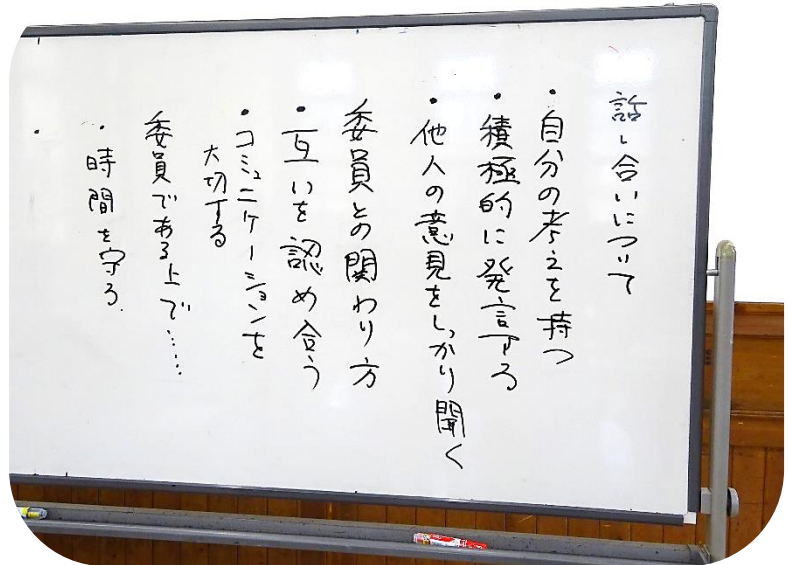 話し合いについて
・自分の考えを持つ
・積極的に発言する
・他人の意見をしっかり聞く
委員との関わり方
・互いを認め合う
・コミュニケーションを
大切する
委員である上で……
・時間を守る.
・